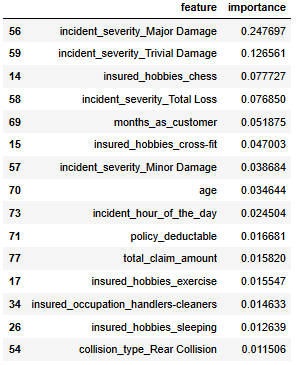 feature importance
56 incident_severity_Major Damage 0.247697
59 incident_severity_Trivial Damage 0.126561
14 insured_hobbies_chess 0.077727
58 incident_severity_Total Loss 0.076850
69 months_as_customer 0.051875
15 insured_hobbies_cross-fit 0.047003
57 incident_severity_Minor Damage 0.038684
70 age 0.034644
73 incident_hour_of_the_day 0.024504
71 policy_deductable 0.016681
77 total_claim_amount 0.015820
17 insured_hobbies_exercise 0.015547
34 insured_occupation_handlers-cleaners 0.014633
26 insured_hobbies_sleeping 0.012639
54 collision_type_Rear Collision 0.011506